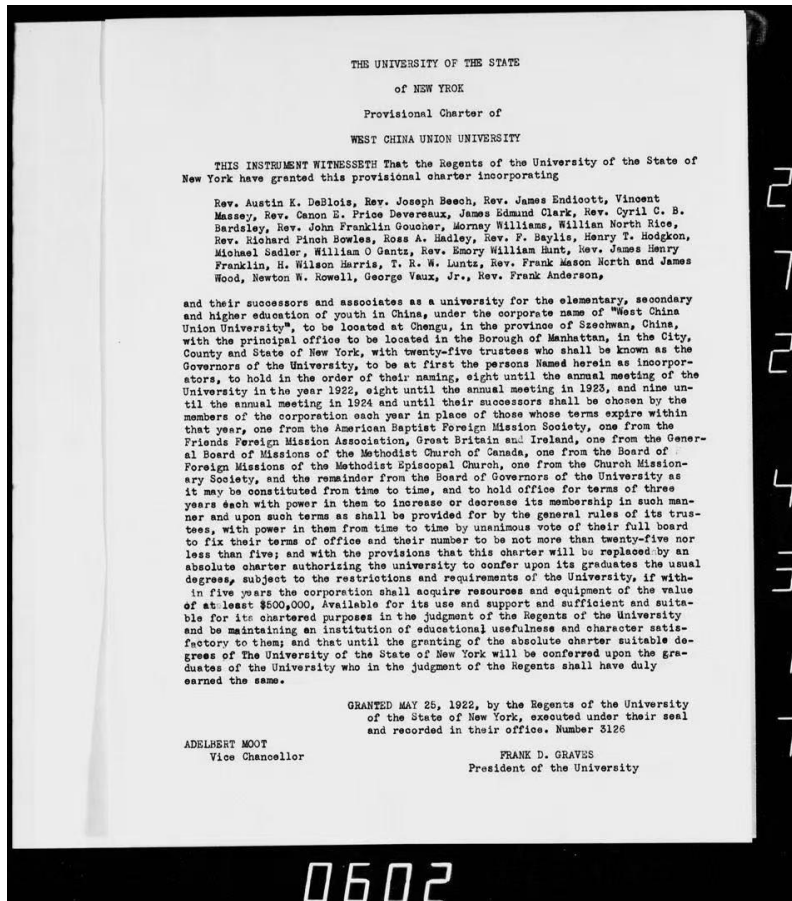 THE UNIVERSITY OF THE STATE
of NEW YROK
Provisional Charter of
WEST CHINA UNION UNIVERSITY
THIS INSTRUMENT WITNESSETH That the Regents of the University of the State of
New York have granted this provisional charter incorporating
Rev. Austin K. DeBlois, Rev. Joseph Beech, Rev. James Endicott, Vincent
Massey, Rev. Canon E. Price Devereaux, James Edmund Clark, Rev. Cyril C. B.
Bardsley, Rev. John Franklin Goucher, Mornay Williams, Willian North Rice,
Rev. Richard Pinch Bowles, Ross A. Hadley, Rev. F. Baylis, Henry T. Hodgkon,
Michael Sadler, William O Gantz, Rev. Emory William Hunt, Rev. James Henry
Franklin, H. Wilson Harris, T. R. W. Luntz, Rev. Frank Mason North and James
Wood, Newton W. Rowell, George Vaux, Jr., Rev. Frank Anderson,
and their successors and associates as a university for the elementary, secondary
and higher education of youth in China, under the corporate name of "West China
Union University", to be located at Chengu, in the province of Szechwan, China,
with the principal office to be located in the Borough of Manhattan, in the City,
County and State of New York, with twenty-five trustees who shall be known as the
Governors of the University, to be at first the persons Named herein as incorpor-
ators, to hold in the order of their naming, eight until the annual meeting of the
University in the year 1922, eight until the annual meeting in 1923, and nine un-
til the annual meeting in 1924 and until their successors shall be chosen by the
members of the corporation each year in place of those whose terms expire within
that year, one from the American Baptist Foreign Mission Society, one from the
Friends Foreign Mission Association, Great Britain and Ireland, one from the Gener-
al Board of Missions of the Methodist Church of Canada, one from the Board of
Foreign Missions of the Methodist Episcopal Church, one from the Church Mission-
ary Society, and the remainder from the Board of Governors of the University as
it may be constituted from time to time, and to hold office for terms of three
years each with power in them to increase or decrease its membership in such man-
ner and upon such terms as shall be provided for by the general rules of its trus-
tees, with power in them from time to time by unanimous vote of their full board
to fix their terms of office and their number to be not more than twenty-five nor
less than five; and with the provisions that this charter will be replaced by an
absolute charter authorizing the university to confer upon its graduates the usual
degrees, subject to the restrictions and requirements of the University, if with-
in five years the corporation shall acquire resources and equipment of the value
of at least $500,000, Available for its use and support and sufficient and suita-
ble for its chartered purposes in the judgment of the Regents of the University
and be maintaining an institution of educational usefulness and character satis-
factory to them; and that until the granting of the absolute charter suitable de-
grees of The University of the State of New York will be conferred upon the gra-
duates of the University who in the judgment of the Regents shall have duly
earned the same.
GRANTED MAY 25, 1922, by the Regents of the University
of the State of New York, executed under their seal
and recorded in their office. Number 3126
ADELBERT MOOT
Vice Chancellor
FRANK D. GRAVES
President of the University
0602